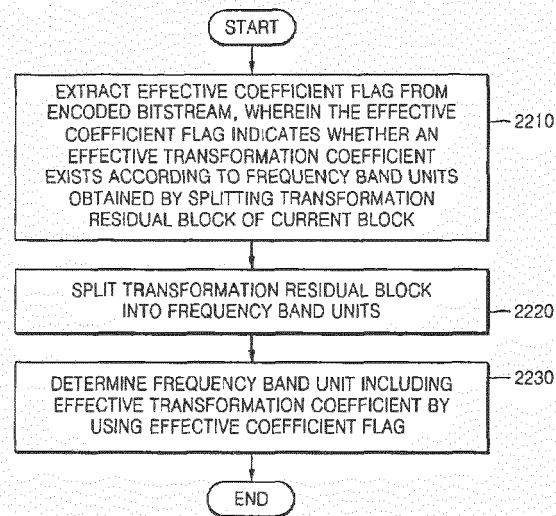 START
EXTRACT EFFECTIVE COEFFICIENT FLAG FROM
ENCODED BITSTREAM, WHEREIN THE EFFECTIVE
COEFFICIENT FLAG INDICATES WHETHER AN
EFFECTIVE TRANSFORMATION COEFFICIENT
EXISTS ACCORDING TO FREQUENCY BAND UNITS
OBTAINED BY SPLITTING TRANSFORMATION
RESIDUAL BLOCK OF CURRENT BLOCK
2210
SPLIT TRANSFORMATION RESIDUAL BLOCK
INTO FREQUENCY BAND UNITS
2220
DETERMINE FREQUENCY BAND UNIT INCLUDING
EFFECTIVE TRANSFORMATION COEFFICIENT BY
USING EFFECTIVE COEFFICIENT FLAG
2230
END